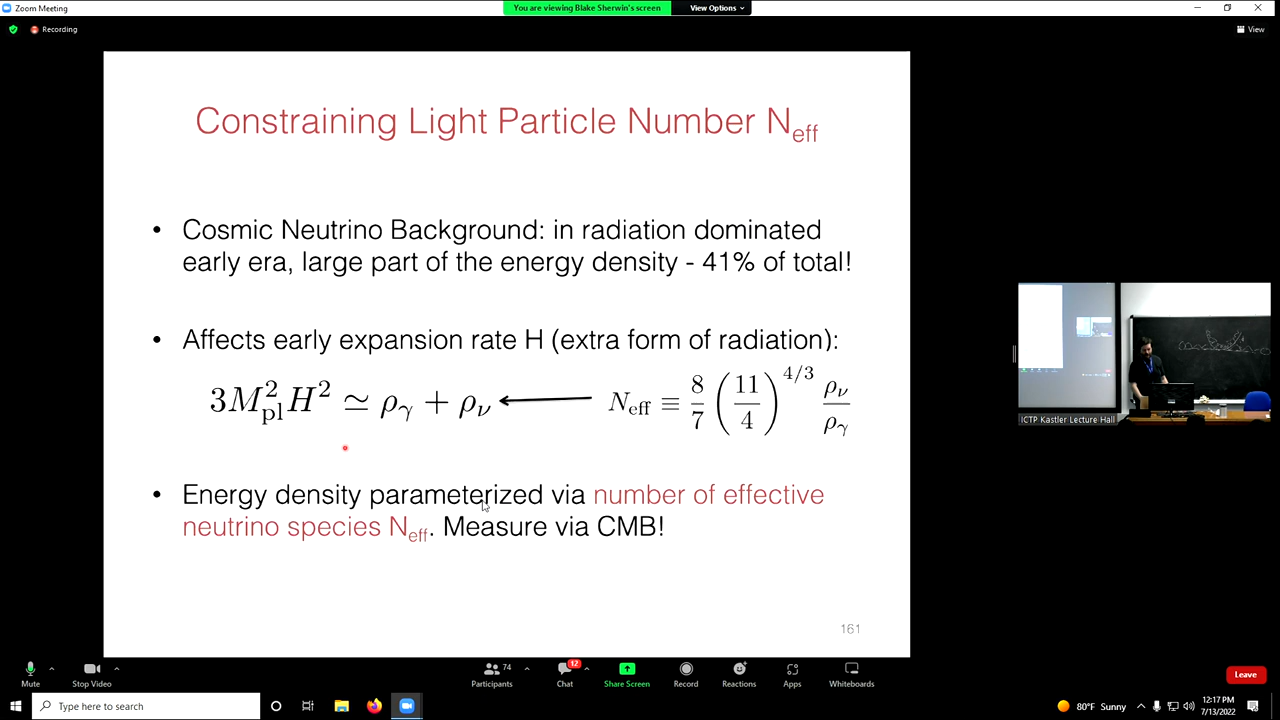 Zoom Meeting
You are viewing Blake Sherwin's screen
View Options
Recording
View
Constraining Light Particle Number N_eff
• Cosmic Neutrino Background: in radiation dominated
early era, large part of the energy density - 41% of total!
• Affects early expansion rate H (extra form of radiation):
3M_pl^2 H^2 ≃ ρ_γ + ρ_ν ← N_eff ≡ 8/7 (11/4)^{4/3} ρ_ν/ρ_γ
• Energy density parameterized via number of effective
neutrino species N_eff. Measure via CMB!
161
ICTP Kastler Lecture Hall
Mute
Stop Video
Participants 74
Chat 12
Share Screen
Record
Reactions
Apps
Whiteboards
Leave
Type here to search
80°F Sunny
12:17 PM
7/13/2022